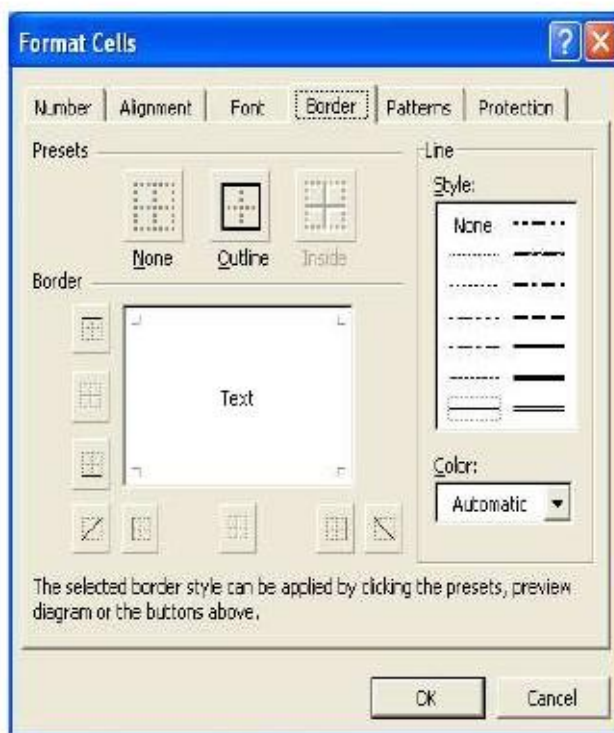 Format Cells
?
Number Alignment Font Border Patterns Protection
Presets
None Outline Inside
Border
Text
Line
Style:
None
Color:
Automatic
The selected border style can be applied by clicking the presets, preview
diagram or the buttons above.
OK Cancel